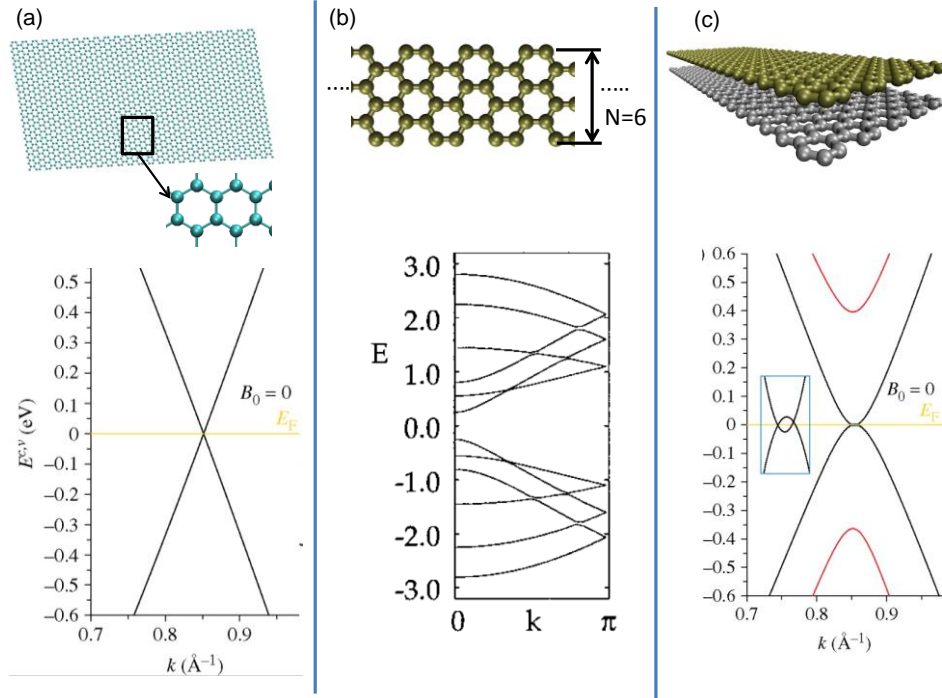 (a)
(b)
(c)
.....
.....
N=6
0.5
0.4
0.3
0.2
0.1
0
–0.1
–0.2
–0.3
–0.4
–0.5
–0.6
E^{c,v} (eV)
B₀ = 0
E_F
0.7
0.8
0.9
k (Å⁻¹)
3.0
2.0
E
1.0
0.0
-1.0
-2.0
-3.0
0
k
π
0.6
0.5
0.4
0.3
0.2
0.1
0
–0.1
–0.2
–0.3
–0.4
–0.5
–0.6
B₀ = 0
E_F
0.7
0.8
0.9
k (Å⁻¹)